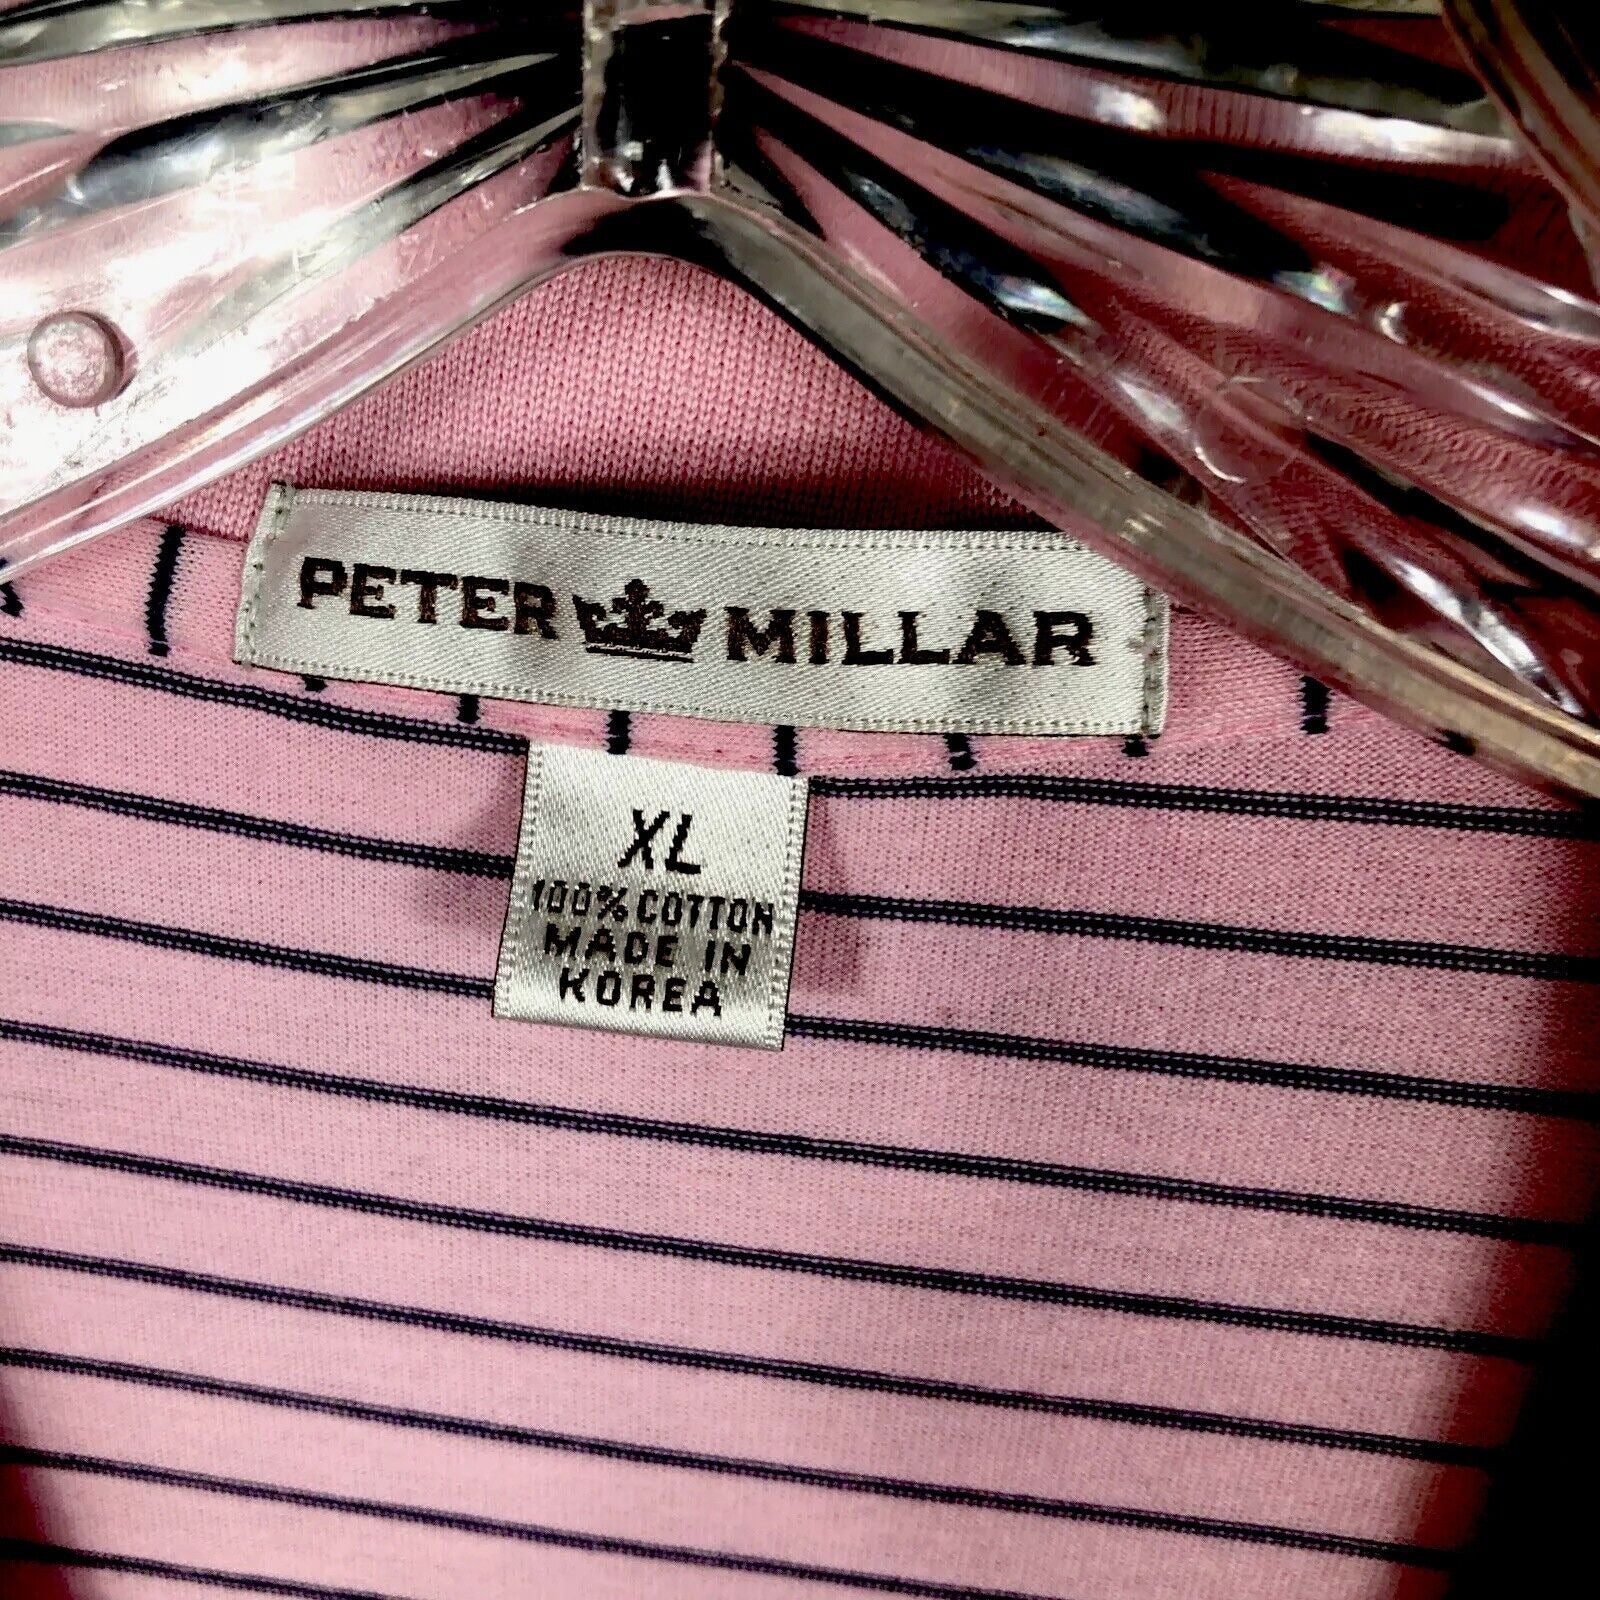 PETER MILLAR
XL
100% COTTON
MADE IN
KOREA